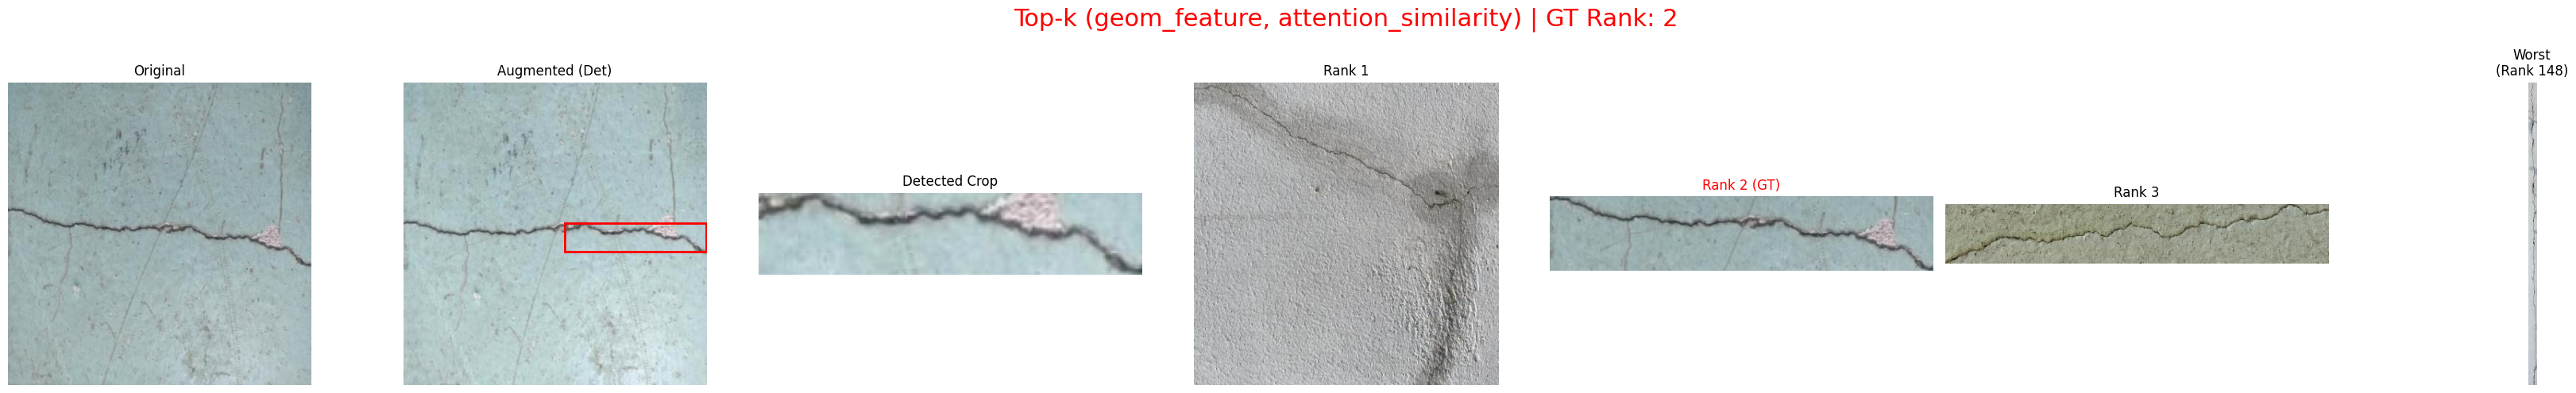 Top-k (geom_feature, attention_similarity) | GT Rank: 2
Original
Augmented (Det)
Detected Crop
Rank 1
Rank 2 (GT)
Rank 3
Worst
(Rank 148)